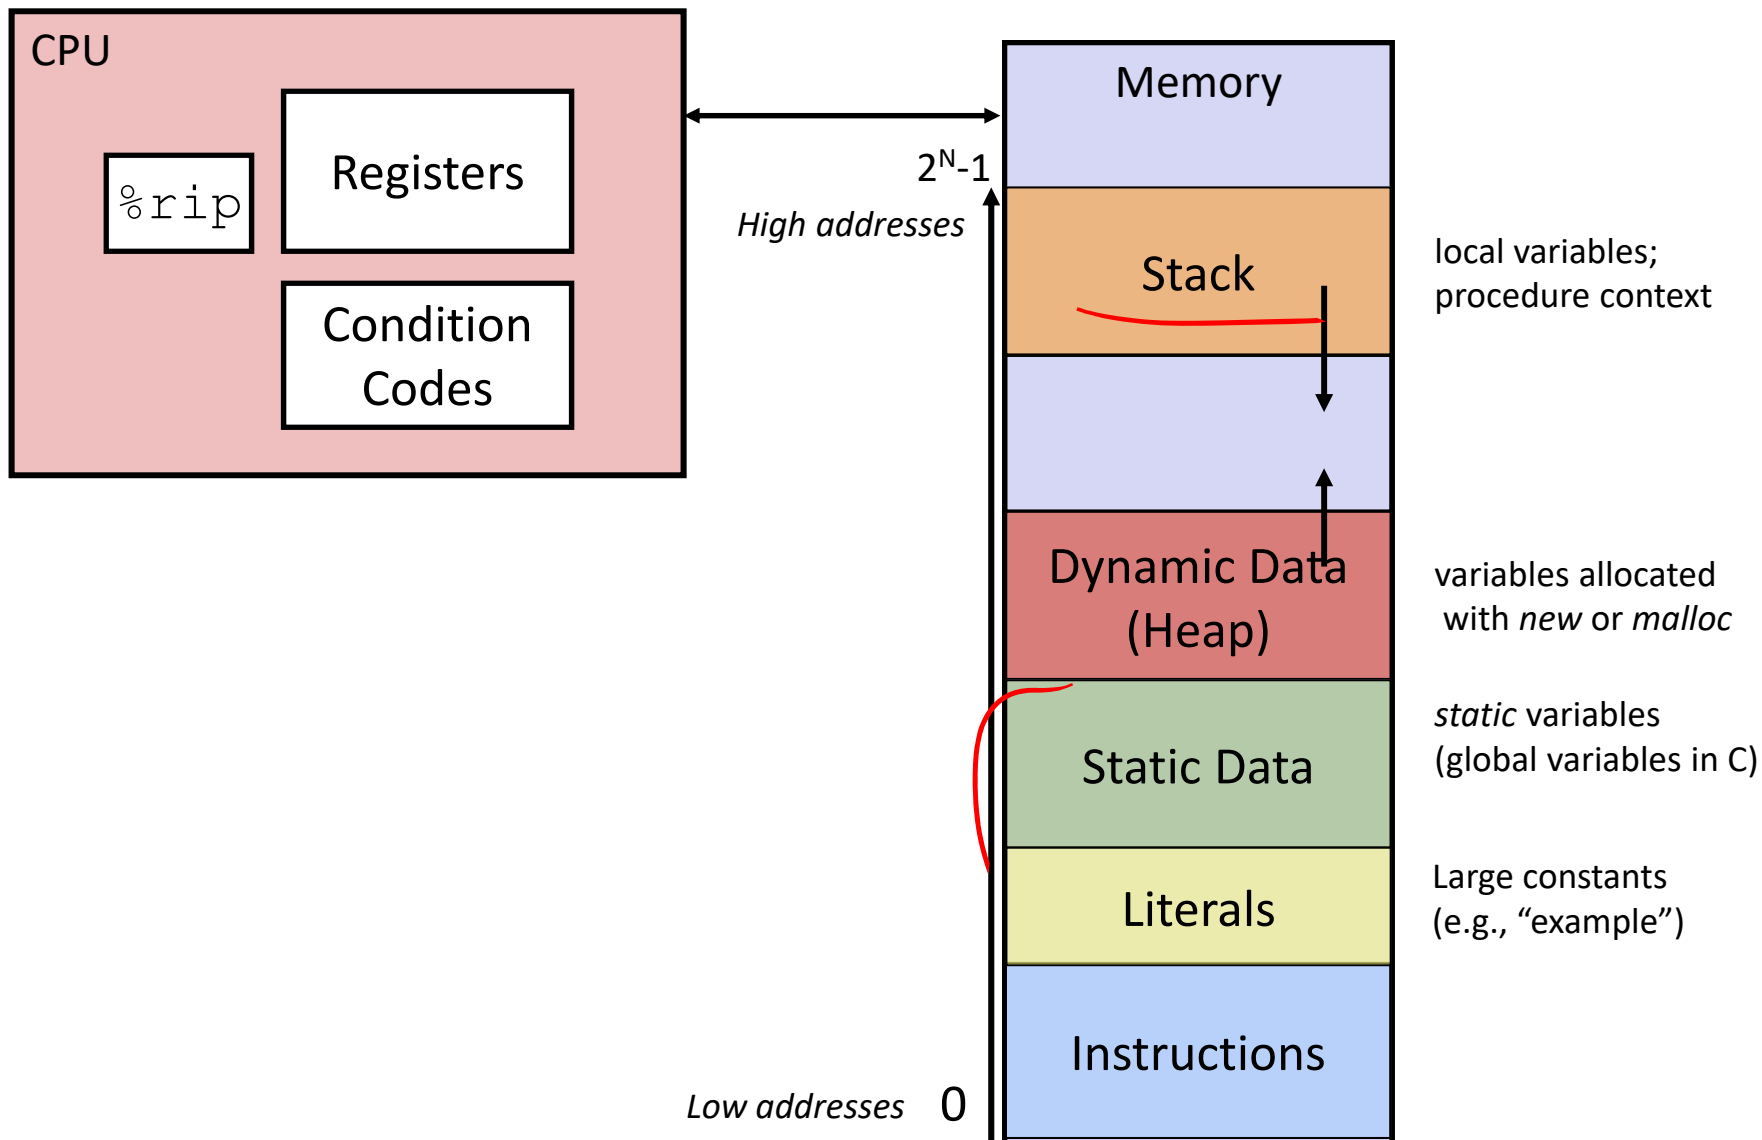 CPU
%rip
Registers
Condition
Codes
Memory
2ᴺ-1
High addresses
Stack
local variables;
procedure context
Dynamic Data
(Heap)
variables allocated
with new or malloc
Static Data
static variables
(global variables in C)
Literals
Large constants
(e.g., “example”)
Instructions
Low addresses 0